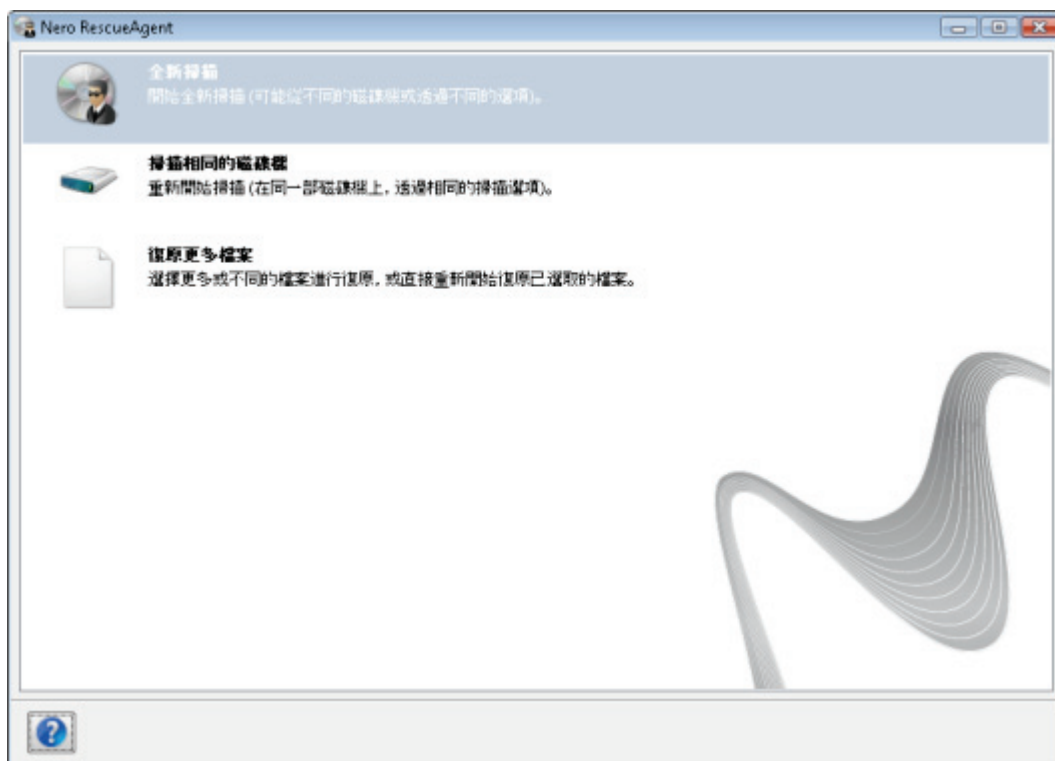 Nero RescueAgent
全新掃描
開始全新掃描 (可能從不同的磁碟機或透過不同的選項)。
掃描相同的磁碟機
重新開始掃描 (在同一部磁碟機上, 透過相同的掃描選項)。
復原更多檔案
選擇更多或不同的檔案進行復原, 或直接重新開始復原已選取的檔案。